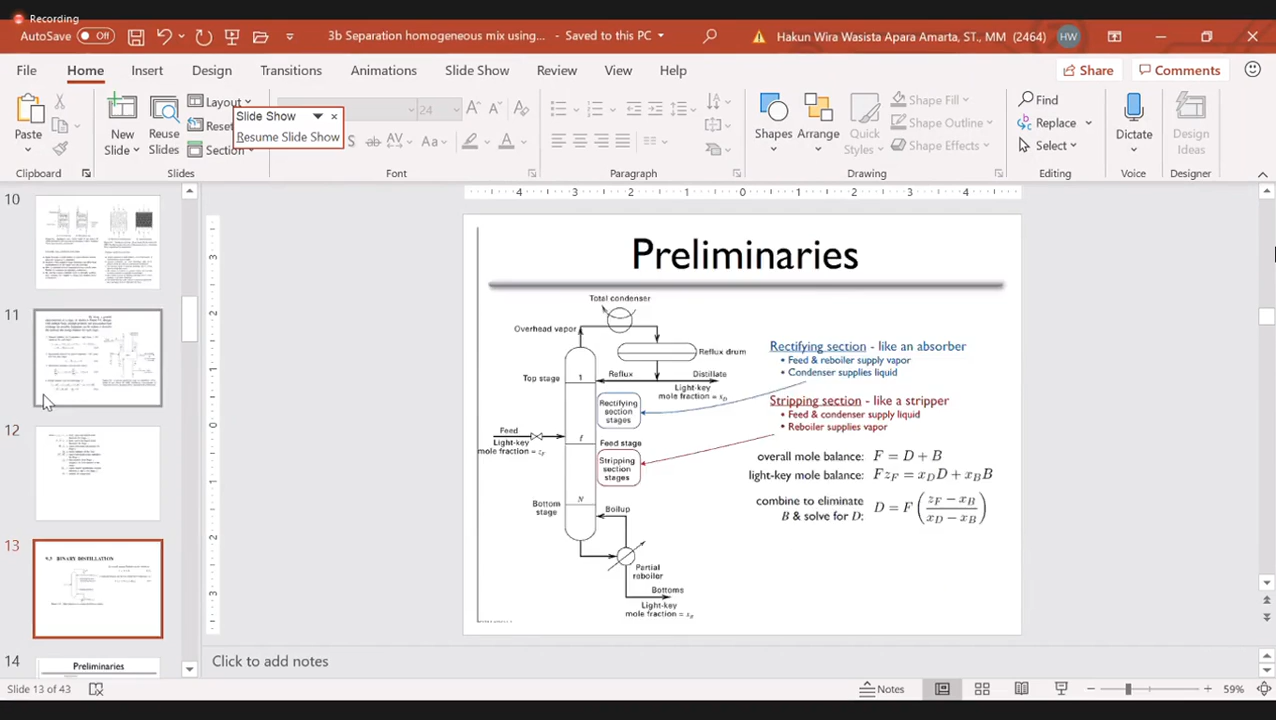 Recording
AutoSave Off
3b Separation homogeneous mix using... - Saved to this PC
Hakun Wira Wasista Apara Amarta, ST., MM (2464) HW
File Home Insert Design Transitions Animations Slide Show Review View Help
Share Comments
Paste
Clipboard
New Slide
Reuse Slides
Layout
Reset
Section
Slides
Slide Show
Resume Slide Show
24
Font
Paragraph
Shapes
Arrange
Quick Styles
Shape Fill
Shape Outline
Shape Effects
Drawing
Find
Replace
Select
Editing
Dictate
Voice
Design Ideas
Designer
10
11
12
13
9.3 BINARY DISTILLATION
14
Preliminaries
Preliminaries
Total condenser
Overhead vapor
Reflux drum
Reflux
Distillate
Top stage
1
Light-key
mole fraction = x_D
Rectifying
section
stages
Feed
Light-key
mole fraction = z_F
f
Feed stage
Stripping
section
stages
Bottom
stage
N
Boilup
Partial
reboiler
Bottoms
Light-key
mole fraction = x_B
Rectifying section - like an absorber
• Feed & reboiler supply vapor
• Condenser supplies liquid
Stripping section - like a stripper
• Feed & condenser supply liquid
• Reboiler supplies vapor
overall mole balance: F = D + B
light-key mole balance: F z_F = x_D D + x_B B
combine to eliminate
B & solve for D: D = F ( (z_F − x_B) / (x_D − x_B) )
Click to add notes
Slide 13 of 43
Notes
59%